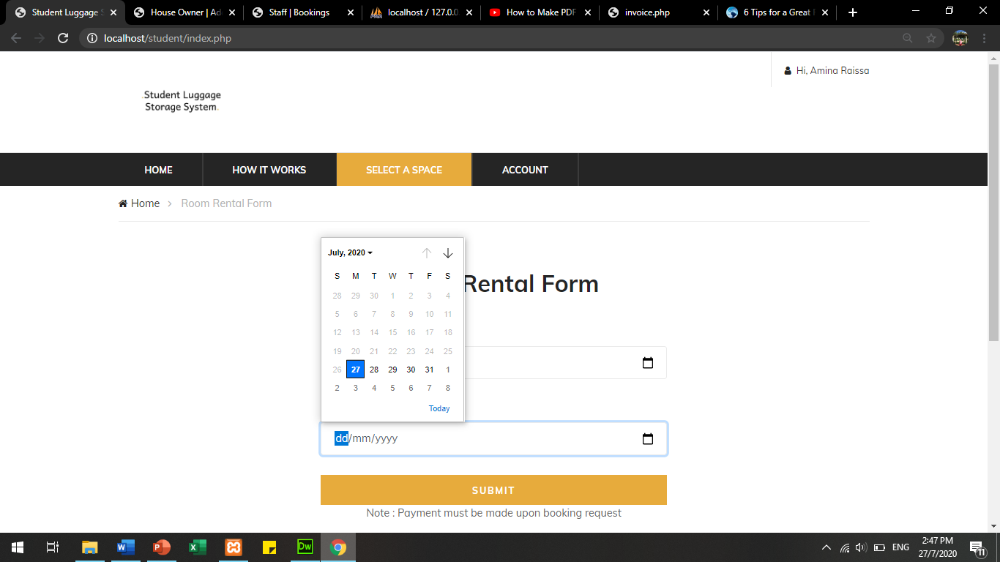 Student Luggage S
House Owner | Ad
Staff | Bookings
localhost / 127.0.0
How to Make PDF
invoice.php
6 Tips for a Great
localhost/student/index.php
Hi, Amina Raissa
Student Luggage
Storage System
HOME HOW IT WORKS SELECT A SPACE ACCOUNT
Home > Room Rental Form
Rental Form
July, 2020
S M T W T F S
28 29 30 1 2 3 4
5 6 7 8 9 10 11
12 13 14 15 16 17 18
19 20 21 22 23 24 25
26 27 28 29 30 31 1
2 3 4 5 6 7 8
Today
dd/mm/yyyy
SUBMIT
Note : Payment must be made upon booking request
W P X Dw
ENG
2:47 PM
27/7/2020
11